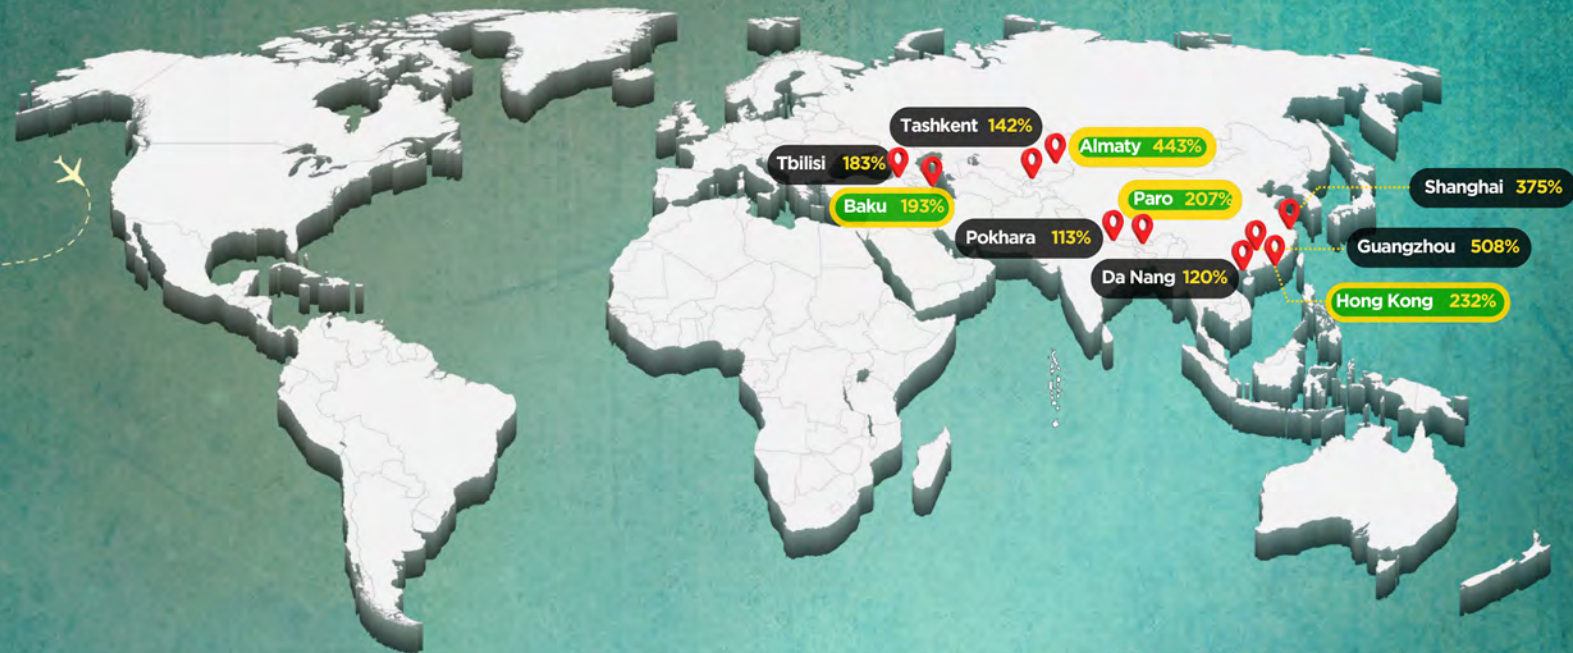 Tashkent 142%
Almaty 443%
Tbilisi 183%
Shanghai 375%
Paro 207%
Baku 193%
Pokhara 113%
Guangzhou 508%
Da Nang 120%
Hong Kong 232%